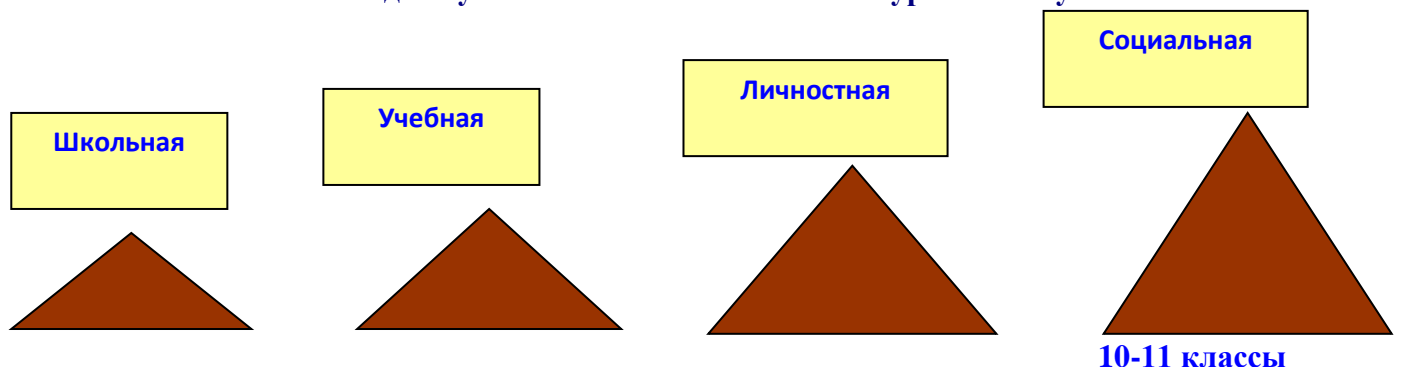 Школьная
Учебная
Личностная
Социальная
10-11 классы